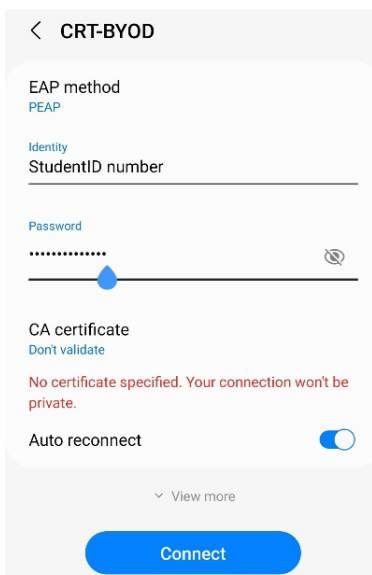 CRT-BYOD
EAP method
PEAP
Identity
StudentID number
Password
••••••••••••••
CA certificate
Don't validate
No certificate specified. Your connection won't be
private.
Auto reconnect
View more
Connect